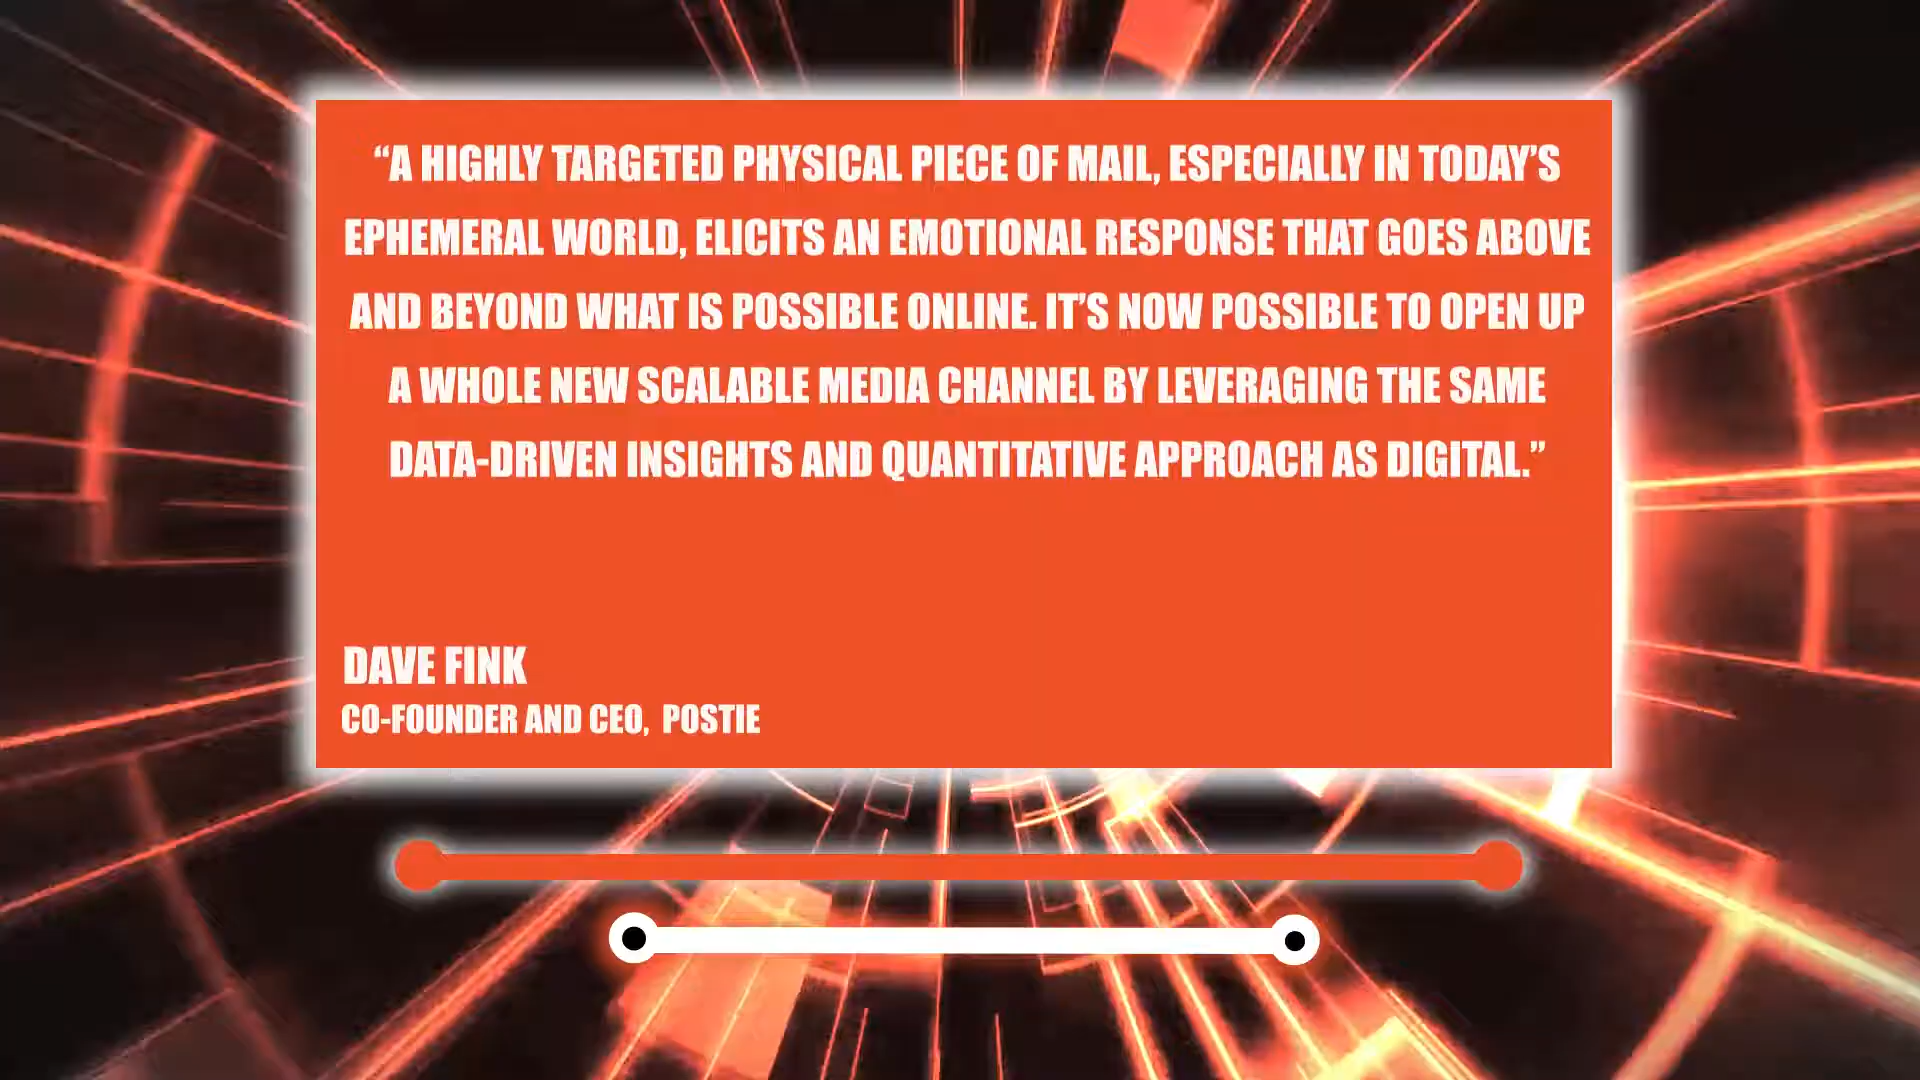 “A HIGHLY TARGETED PHYSICAL PIECE OF MAIL, ESPECIALLY IN TODAY’S
EPHEMERAL WORLD, ELICITS AN EMOTIONAL RESPONSE THAT GOES ABOVE
AND BEYOND WHAT IS POSSIBLE ONLINE. IT’S NOW POSSIBLE TO OPEN UP
A WHOLE NEW SCALABLE MEDIA CHANNEL BY LEVERAGING THE SAME
DATA-DRIVEN INSIGHTS AND QUANTITATIVE APPROACH AS DIGITAL.”
DAVE FINK
CO-FOUNDER AND CEO, POSTIE